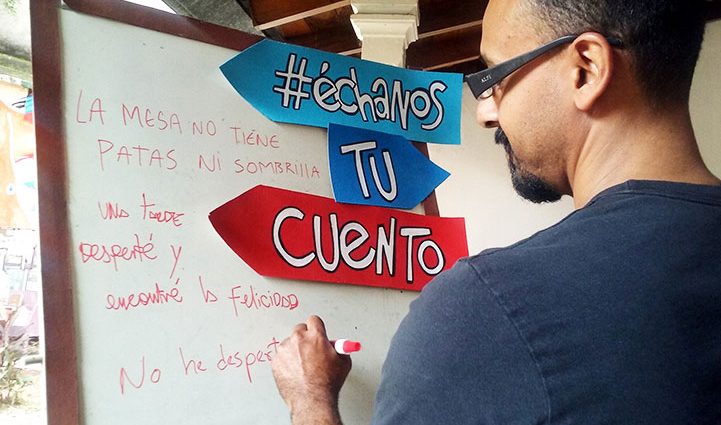 #échanos
TU
CUENTO
LA MESA NO TIENE
PATAS NI SOMBRILLA
una tarde
Desperté y
encontré la Felicidad
No he despert